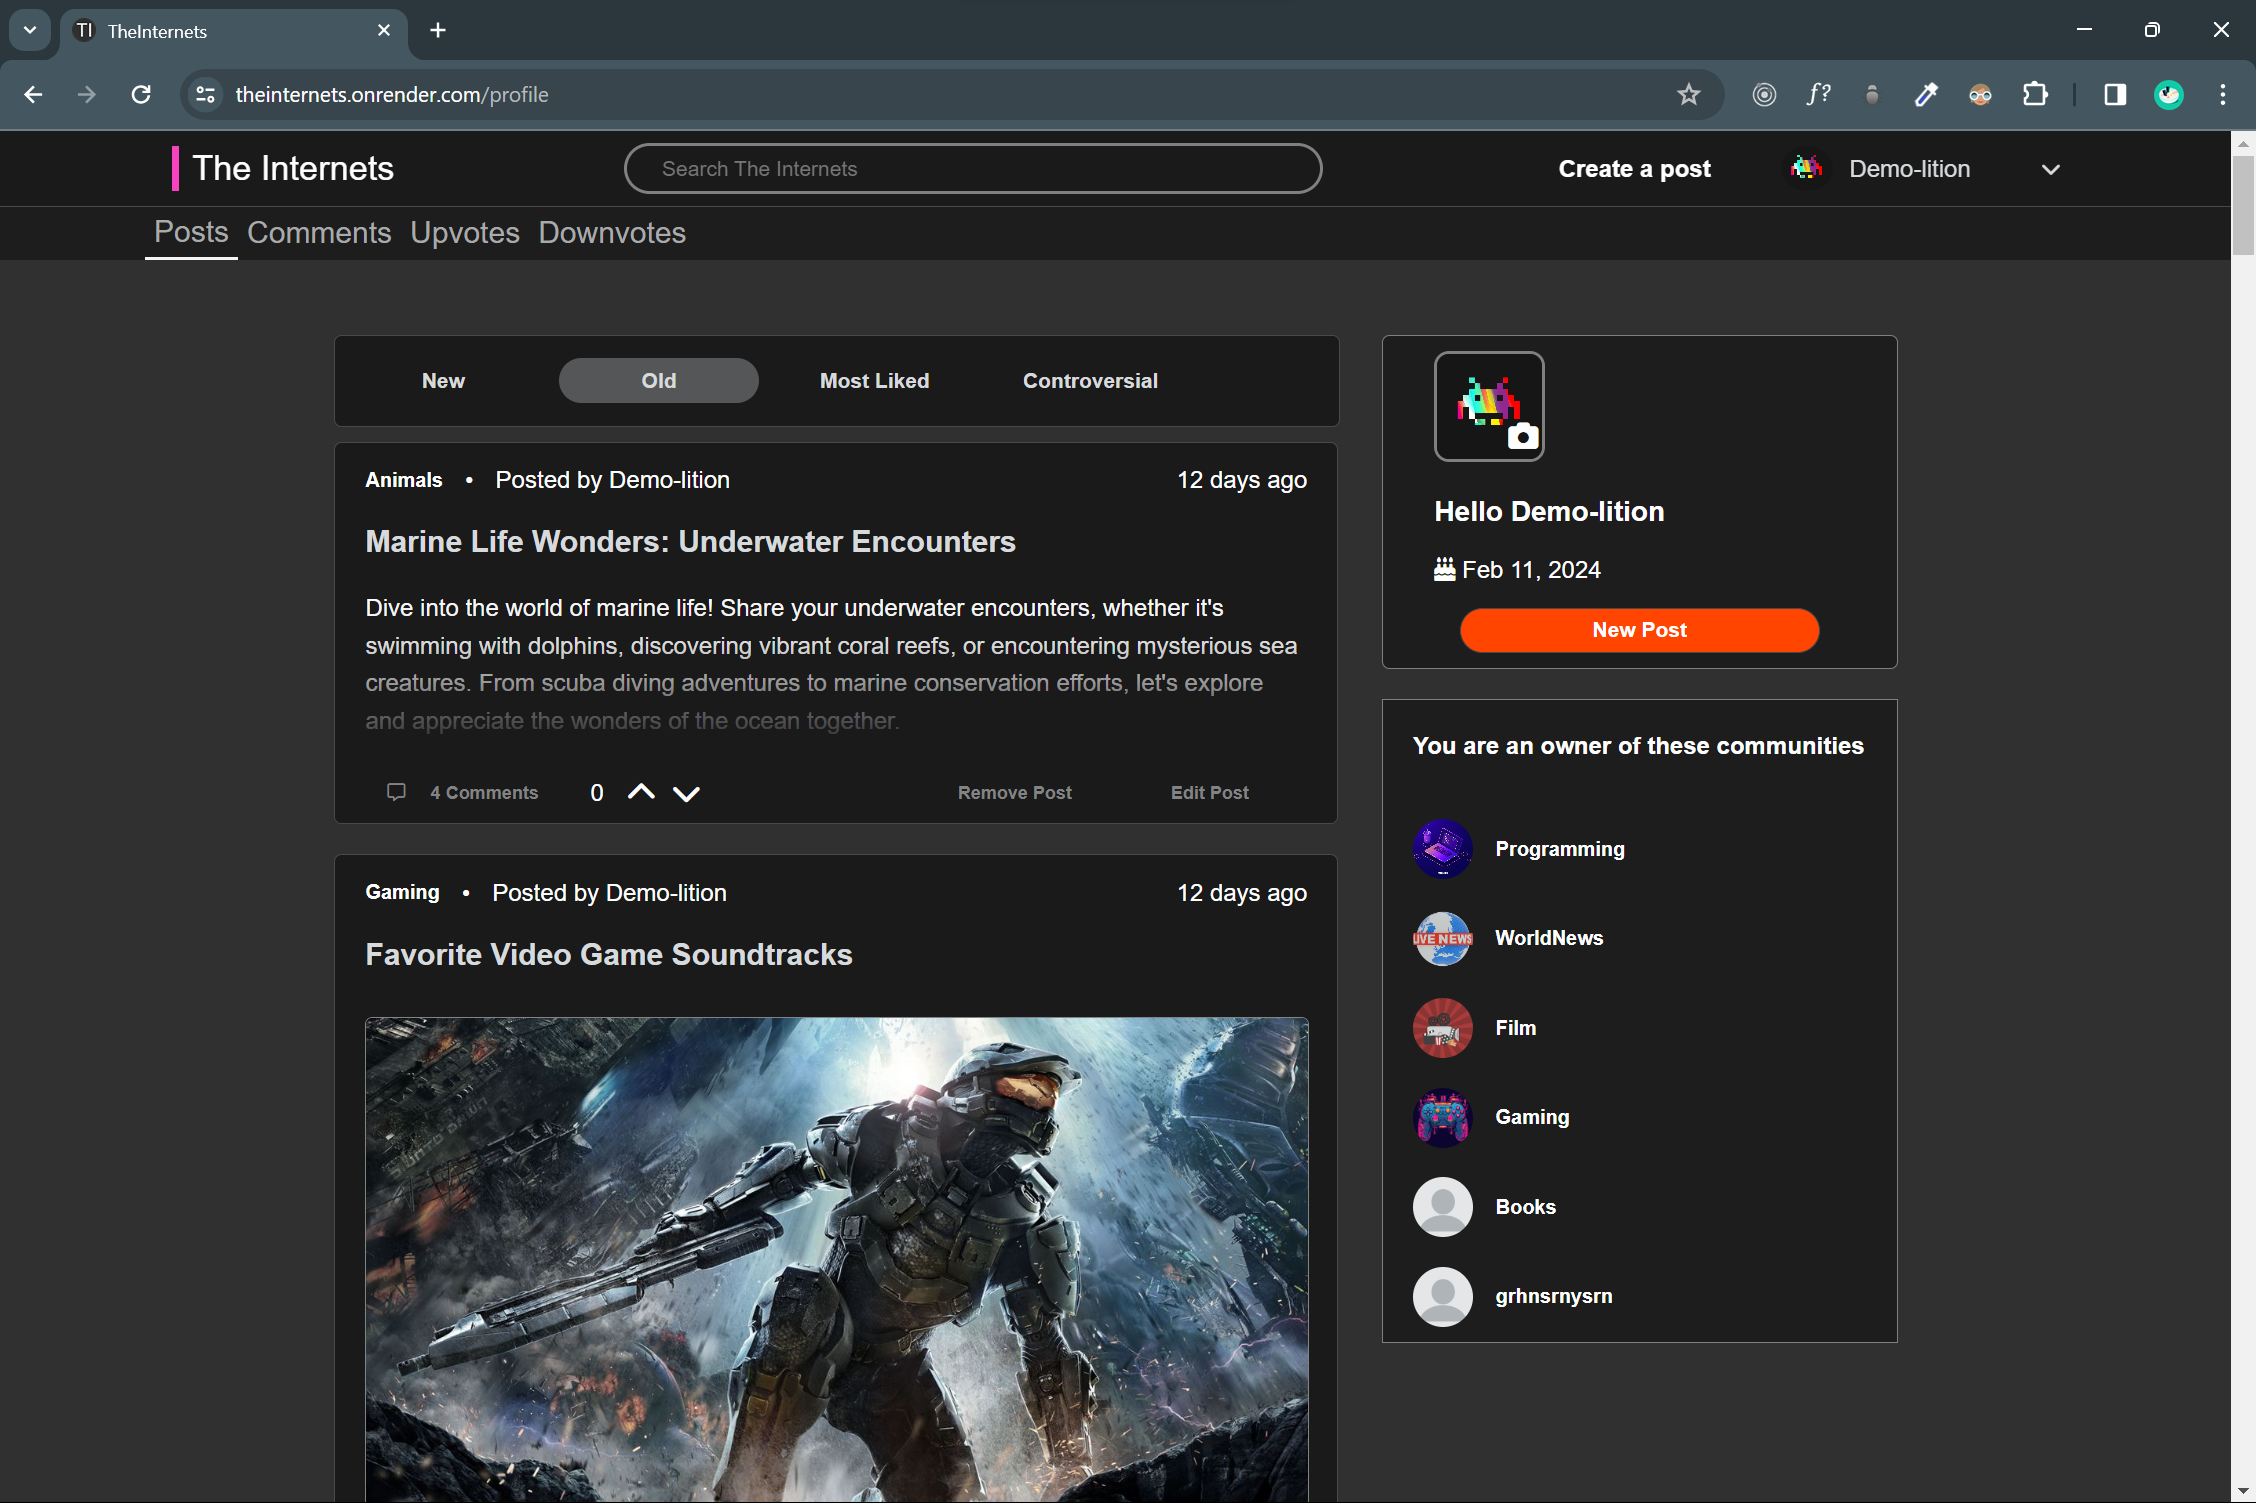 TI TheInternets
theinternets.onrender.com/profile
f?
The Internets
Search The Internets
Create a post
Demo-lition
Posts Comments Upvotes Downvotes
New Old Most Liked Controversial
Animals • Posted by Demo-lition 12 days ago
Marine Life Wonders: Underwater Encounters
Dive into the world of marine life! Share your underwater encounters, whether it's
swimming with dolphins, discovering vibrant coral reefs, or encountering mysterious sea
creatures. From scuba diving adventures to marine conservation efforts, let's explore
and appreciate the wonders of the ocean together.
4 Comments 0 Remove Post Edit Post
Gaming • Posted by Demo-lition 12 days ago
Favorite Video Game Soundtracks
Hello Demo-lition
Feb 11, 2024
New Post
You are an owner of these communities
Programming
LIVE NEWS
WorldNews
Film
Gaming
Books
grhnsrnysrn